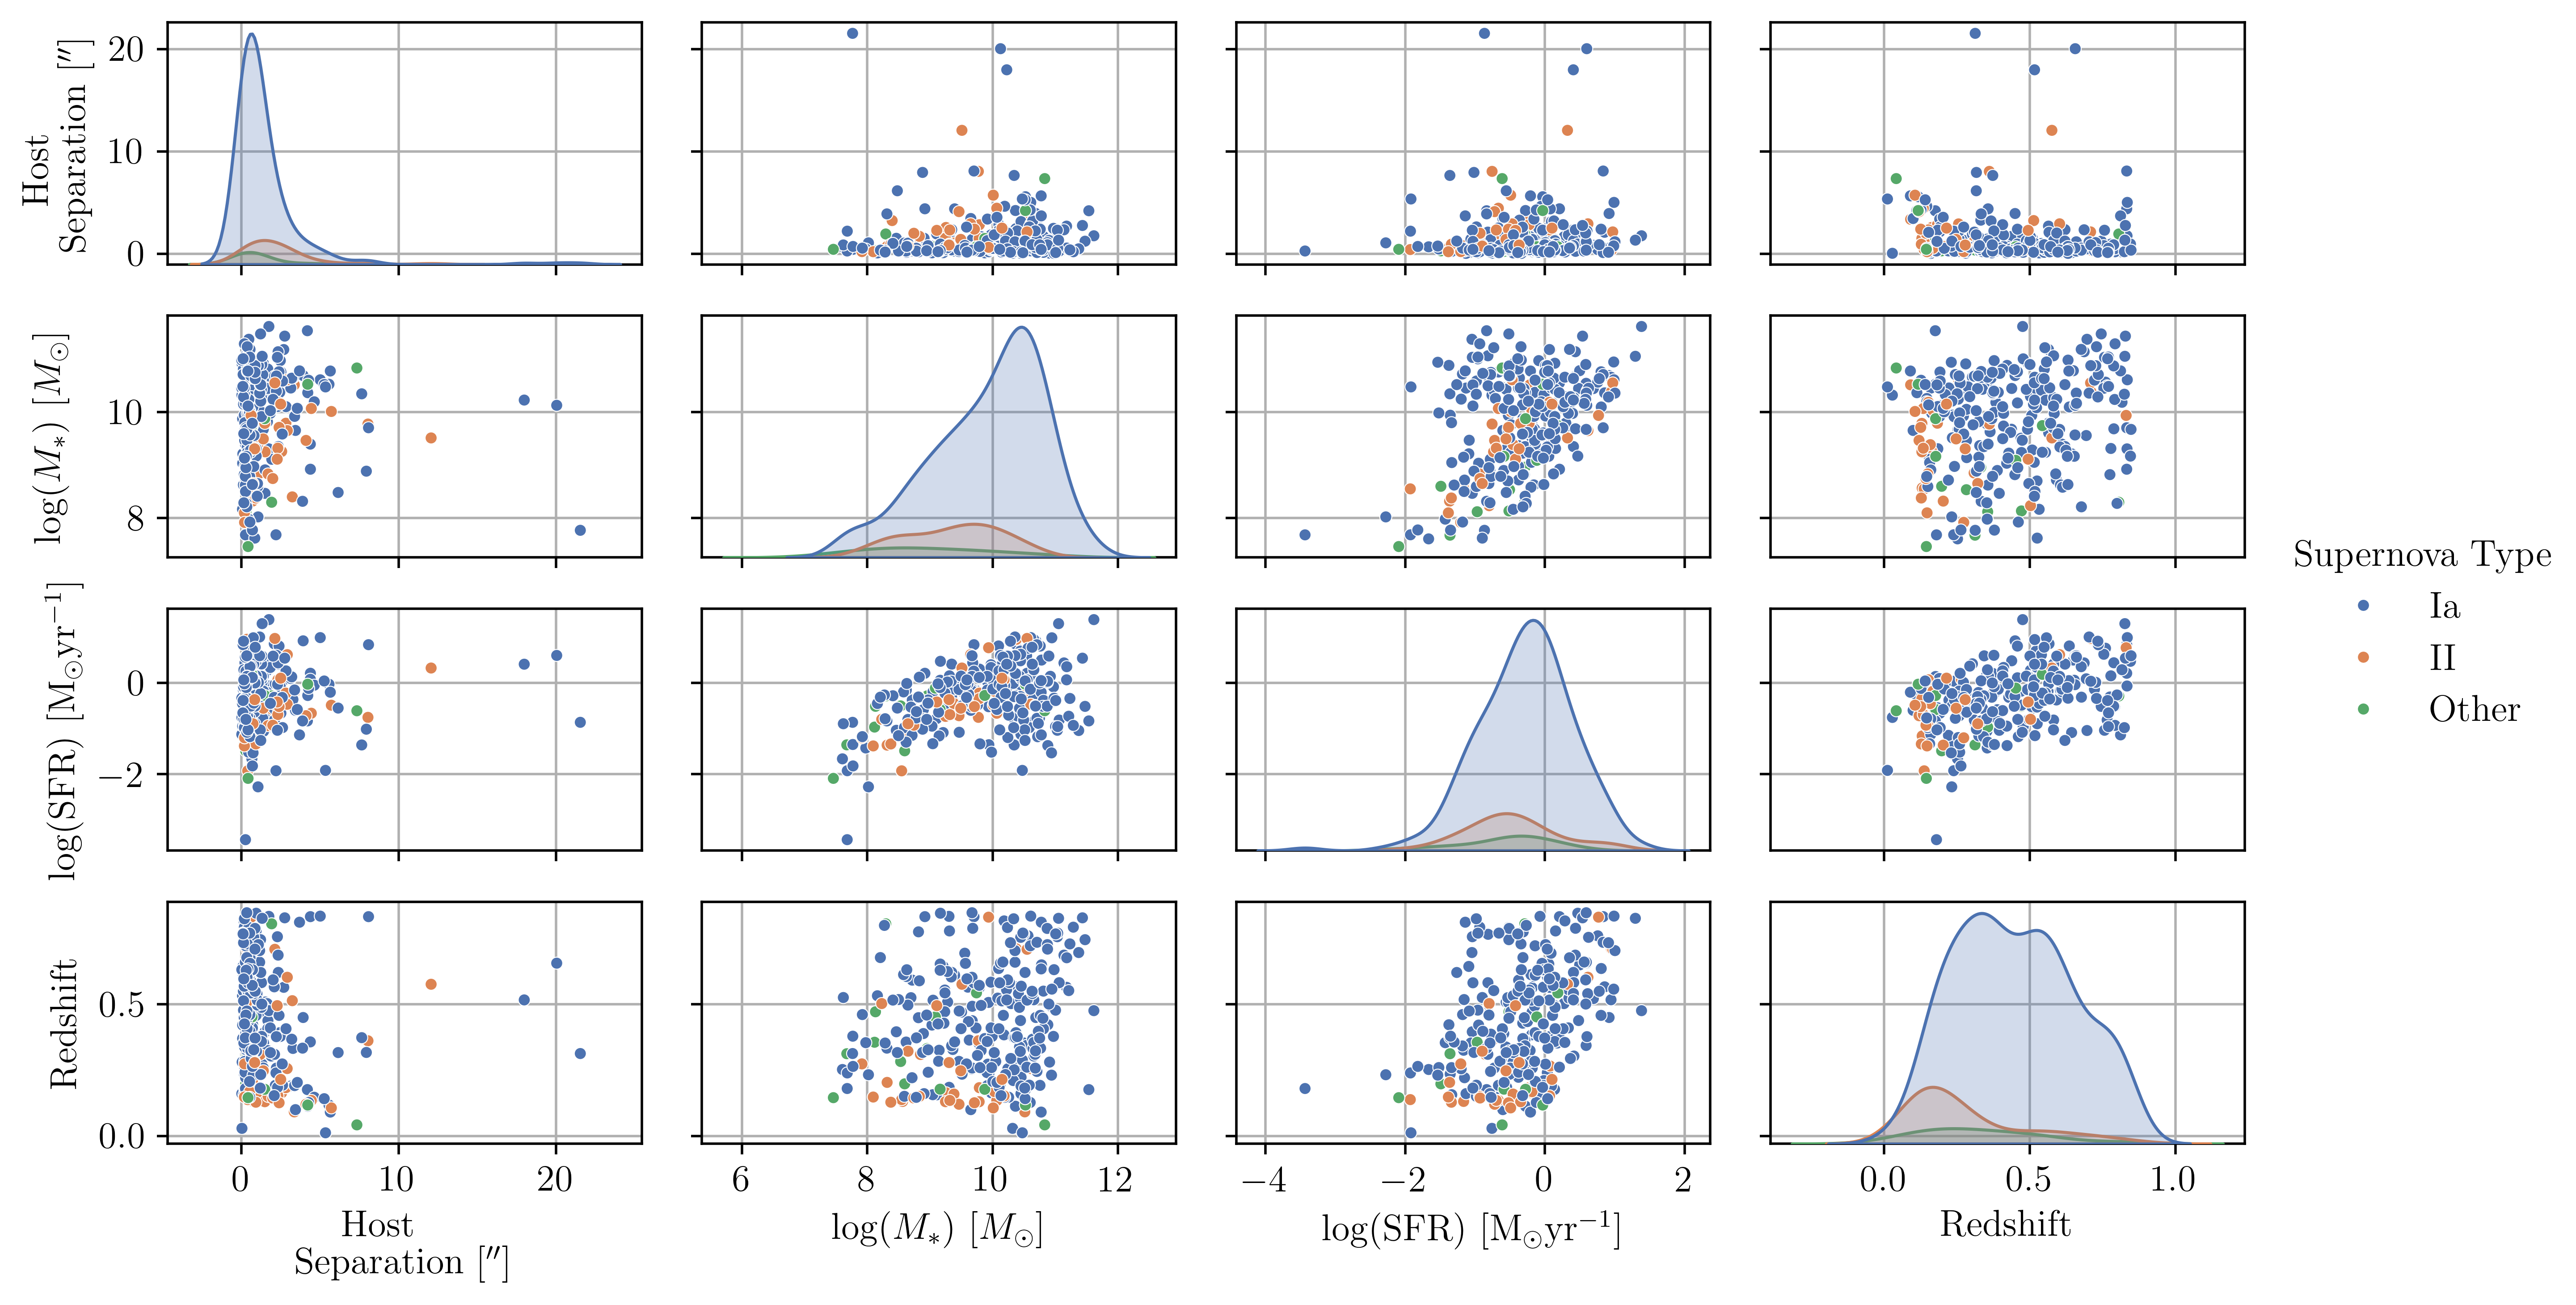 Host
Separation [″]
20
10
0
log(M∗) [M⊙]
10
8
log(SFR) [M⊙yr−1]
0
−2
Redshift
0.5
0.0
0 10 20
6 8 10 12
−4 −2 0 2
0.0 0.5 1.0
Host
Separation [″]
log(M∗) [M⊙]
log(SFR) [M⊙yr−1]
Redshift
Supernova Type
Ia
II
Other